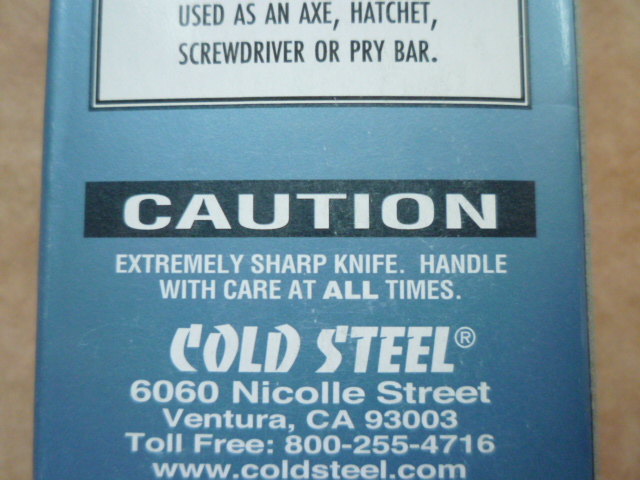 USED AS AN AXE, HATCHET,
SCREWDRIVER OR PRY BAR.
CAUTION
EXTREMELY SHARP KNIFE. HANDLE
WITH CARE AT ALL TIMES.
COLD STEEL®
6060 Nicolle Street
Ventura, CA 93003
Toll Free: 800-255-4716
www.coldsteel.com